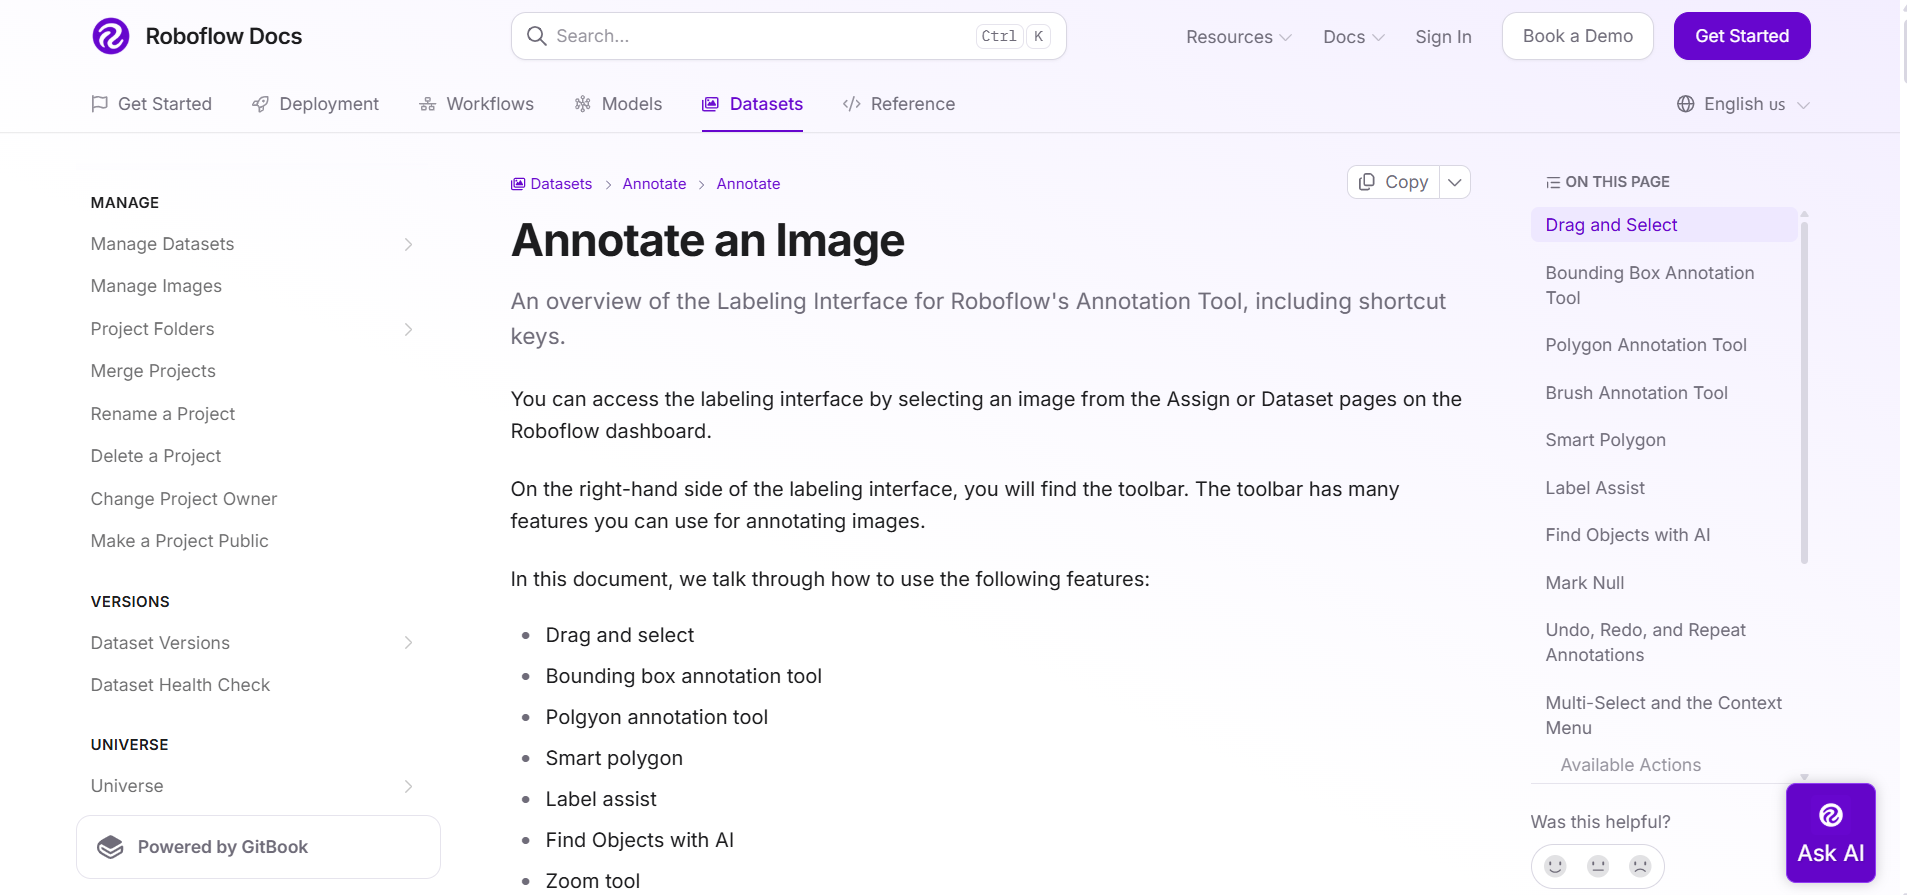 Roboflow Docs
Search...
Ctrl K
Resources
Docs
Sign In
Book a Demo
Get Started
Get Started
Deployment
Workflows
Models
Datasets
Reference
English US
MANAGE
Manage Datasets
Manage Images
Project Folders
Merge Projects
Rename a Project
Delete a Project
Change Project Owner
Make a Project Public
VERSIONS
Dataset Versions
Dataset Health Check
UNIVERSE
Universe
Powered by GitBook
Datasets > Annotate > Annotate
Copy
Annotate an Image
An overview of the Labeling Interface for Roboflow's Annotation Tool, including shortcut
keys.
You can access the labeling interface by selecting an image from the Assign or Dataset pages on the
Roboflow dashboard.
On the right-hand side of the labeling interface, you will find the toolbar. The toolbar has many
features you can use for annotating images.
In this document, we talk through how to use the following features:
• Drag and select
• Bounding box annotation tool
• Polgyon annotation tool
• Smart polygon
• Label assist
• Find Objects with AI
• Zoom tool
ON THIS PAGE
Drag and Select
Bounding Box Annotation
Tool
Polygon Annotation Tool
Brush Annotation Tool
Smart Polygon
Label Assist
Find Objects with AI
Mark Null
Undo, Redo, and Repeat
Annotations
Multi-Select and the Context
Menu
Available Actions
Was this helpful?
Ask AI